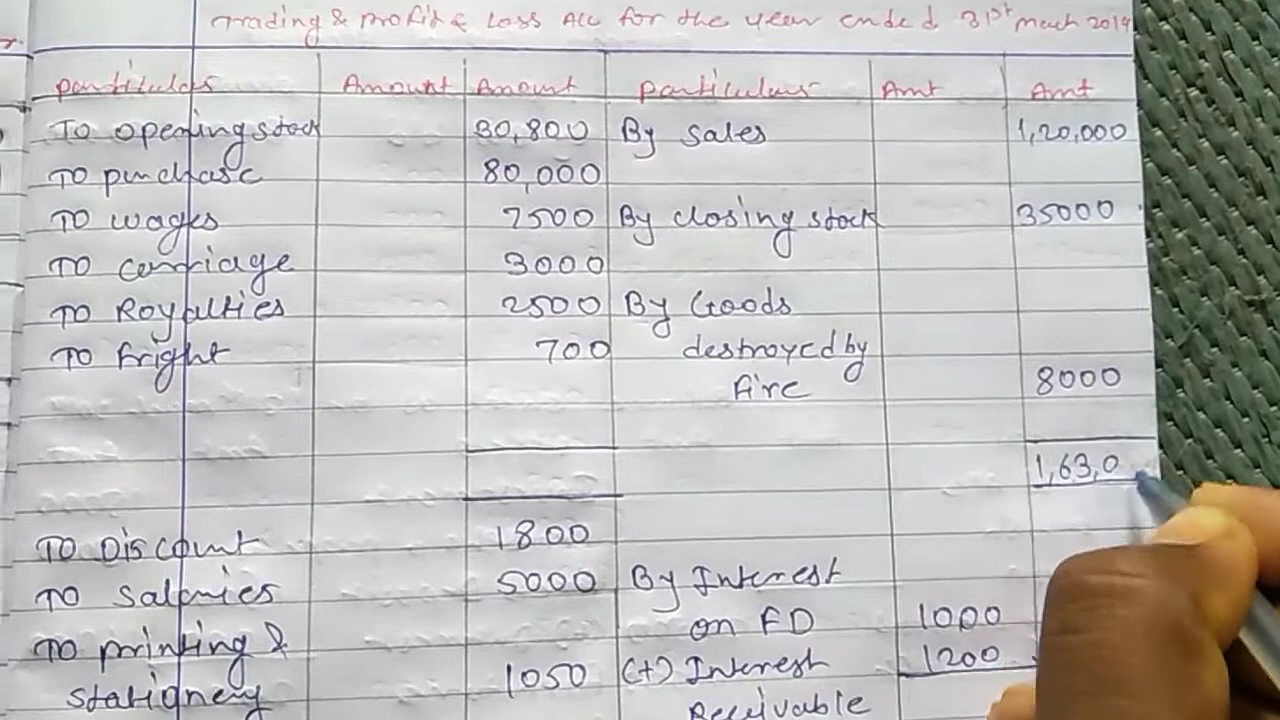 Trading & Profit & Loss Acc for the year ended 31st March 2019
Particulars Amount Amount Particulars Amt Amt
To opening stock 30,800 By Sales 1,20,000
To purchase 80,000
To wages 7500 By closing stock 35000
To carriage 3000
To Royalties 2500 By Goods
To fright 700 destroyed by
fire 8000
1,63,0
To Discount 1800
To salaries 5000 By Interest
on FD 1000
To printing &
stationery 1050 (+) Interest 1200
Receivable